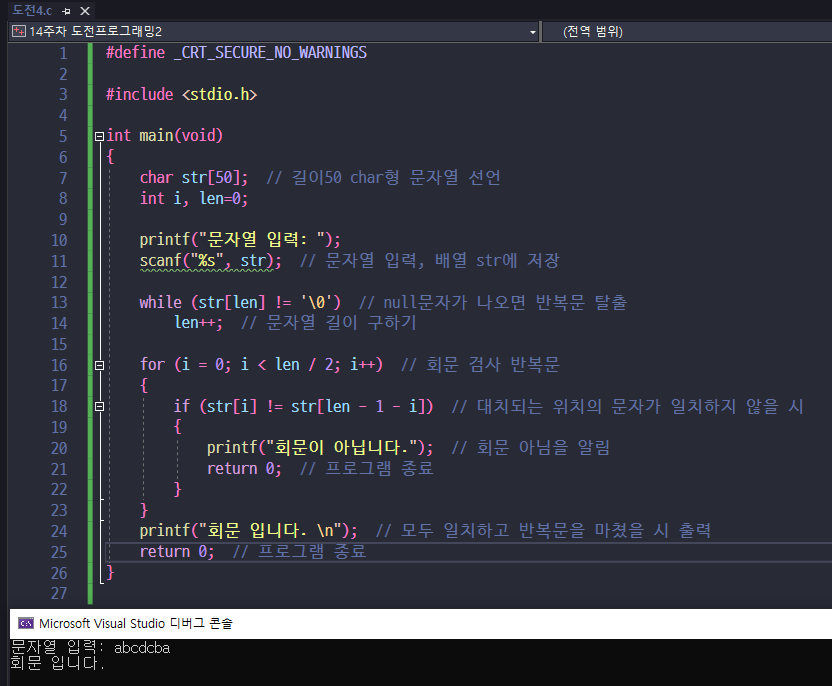 도전4.c
14주차 도전프로그래밍2 (전역 범위)
1 #define _CRT_SECURE_NO_WARNINGS
2
3 #include <stdio.h>
4
5 int main(void)
6 {
7 char str[50]; // 길이50 char형 문자열 선언
8 int i, len=0;
9
10 printf("문자열 입력: ");
11 scanf("%s", str); // 문자열 입력, 배열 str에 저장
12
13 while (str[len] != '\0') // null문자가 나오면 반복문 탈출
14 len++; // 문자열 길이 구하기
15
16 for (i = 0; i < len / 2; i++) // 회문 검사 반복문
17 {
18 if (str[i] != str[len - 1 - i]) // 대치되는 위치의 문자가 일치하지 않을 시
19 {
20 printf("회문이 아닙니다."); // 회문 아님을 알림
21 return 0; // 프로그램 종료
22 }
23 }
24 printf("회문 입니다. \n"); // 모두 일치하고 반복문을 마쳤을 시 출력
25 return 0; // 프로그램 종료
26 }
27
Microsoft Visual Studio 디버그 콘솔
문자열 입력: abcdcba
회문 입니다.